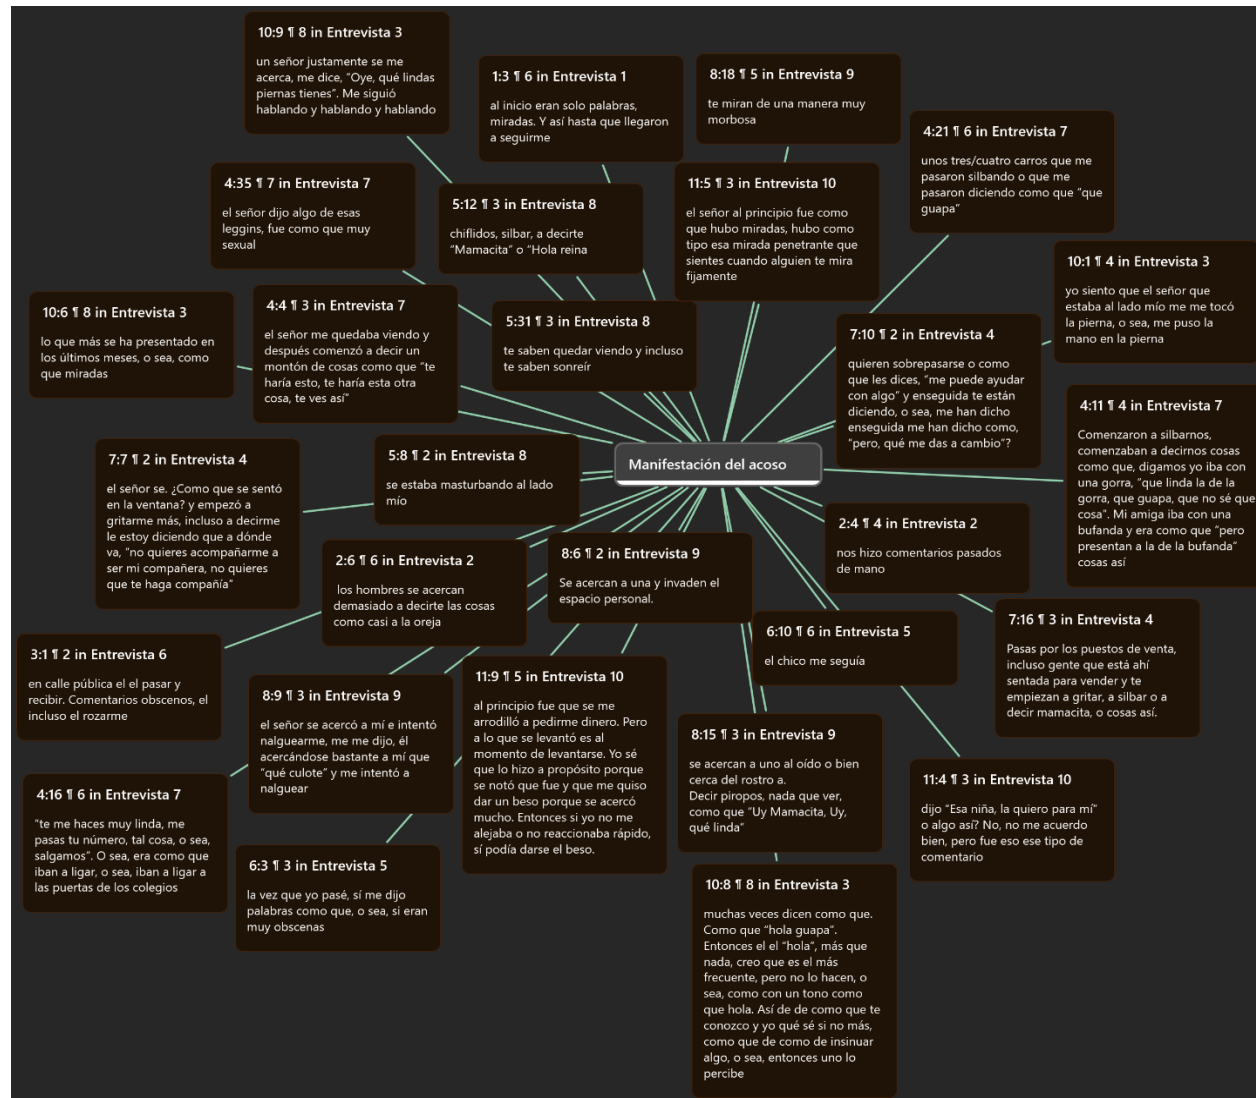 10:9 ¶ 8 in Entrevista 3
un señor justamente se me
acerca, me dice, "Oye, qué lindas
piernas tienes". Me siguió
hablando y hablando y hablando
1:3 ¶ 6 in Entrevista 1
al inicio eran solo palabras,
miradas. Y así hasta que llegaron
a seguirme
8:18 ¶ 5 in Entrevista 9
te miran de una manera muy
morbosa
4:21 ¶ 6 in Entrevista 7
unos tres/cuatro carros que me
pasaron silbando o que me
pasaron diciendo como que "que
guapa"
4:35 ¶ 7 in Entrevista 7
el señor dijo algo de esas
leggins, fue como que muy
sexual
5:12 ¶ 3 in Entrevista 8
chiflidos, silbar, a decirte
"Mamacita" o "Hola reina
11:5 ¶ 3 in Entrevista 10
el señor al principio fue como
que hubo miradas, hubo como
tipo esa mirada penetrante que
sientes cuando alguien te mira
fijamente
10:1 ¶ 4 in Entrevista 3
yo siento que el señor que
estaba al lado mío me me tocó
la pierna, o sea, me puso la
mano en la pierna
10:6 ¶ 8 in Entrevista 3
lo que más se ha presentado en
los últimos meses, o sea, como
que miradas
4:4 ¶ 3 in Entrevista 7
el señor me quedaba viendo y
después comenzó a decir un
montón de cosas como que "te
haría esto, te haría esta otra
cosa, te ves así"
5:31 ¶ 3 in Entrevista 8
te saben quedar viendo y incluso
te saben sonreír
7:10 ¶ 2 in Entrevista 4
quieren sobrepasarse o como
que les dices, "me puede ayudar
con algo" y enseguida te están
diciendo, o sea, me han dicho
enseguida me han dicho como,
"pero, qué me das a cambio"?
4:11 ¶ 4 in Entrevista 7
Comenzaron a silbarnos,
comenzaban a decirnos cosas
como que, digamos yo iba con
una gorra, "que linda la de la
gorra, que guapa, que no sé que
cosa". Mi amiga iba con una
bufanda y era como que "pero
presentan a la de la bufanda"
cosas así
Manifestación del acoso
7:7 ¶ 2 in Entrevista 4
el señor se. ¿Como que se sentó
en la ventana? y empezó a
gritarme más, incluso a decirme
le estoy diciendo que a dónde
va, "no quieres acompañarme a
ser mi compañera, no quieres
que te haga compañía"
5:8 ¶ 2 in Entrevista 8
se estaba masturbando al lado
mío
2:4 ¶ 4 in Entrevista 2
nos hizo comentarios pasados
de mano
2:6 ¶ 6 in Entrevista 2
los hombres se acercan
demasiado a decirte las cosas
como casi a la oreja
8:6 ¶ 2 in Entrevista 9
Se acercan a una y invaden el
espacio personal.
7:16 ¶ 3 in Entrevista 4
Pasas por los puestos de venta,
incluso gente que está ahí
sentada para vender y te
empiezan a gritar, a silbar o a
decir mamacita, o cosas así.
6:10 ¶ 6 in Entrevista 5
el chico me seguía
3:1 ¶ 2 in Entrevista 6
en calle pública el el pasar y
recibir. Comentarios obscenos, el
incluso el rozarme
8:9 ¶ 3 in Entrevista 9
el señor se acercó a mí e intentó
nalguearme, me me dijo, él
acercándose bastante a mí que
"qué culote" y me intentó a
nalguear
11:9 ¶ 5 in Entrevista 10
al principio fue que se me
arrodilló a pedirme dinero. Pero
a lo que se levantó es al
momento de levantarse. Yo sé
que lo hizo a propósito porque
se notó que fue y que me quiso
dar un beso porque se acercó
mucho. Entonces si yo no me
alejaba o no reaccionaba rápido,
sí podía darse el beso.
8:15 ¶ 3 in Entrevista 9
se acercan a uno al oído o bien
cerca del rostro a.
Decir piropos, nada que ver,
como que "Uy Mamacita, Uy,
qué linda"
11:4 ¶ 3 in Entrevista 10
dijo "Esa niña, la quiero para mí"
o algo así? No, no me acuerdo
bien, pero fue eso ese tipo de
comentario
4:16 ¶ 6 in Entrevista 7
"te me haces muy linda, me
pasas tu número, tal cosa, o sea,
salgamos". O sea, era como que
iban a ligar, o sea, iban a ligar a
las puertas de los colegios
6:3 ¶ 3 in Entrevista 5
la vez que yo pasé, sí me dijo
palabras como que, o sea, si eran
muy obscenas
10:8 ¶ 8 in Entrevista 3
muchas veces dicen como que.
Como que "hola guapa".
Entonces el el "hola", más que
nada, creo que es el más
frecuente, pero no lo hacen, o
sea, como con un tono como
que hola. Así de de como que te
conozco y yo qué sé si no más,
como que de como de insinuar
algo, o sea, entonces uno lo
percibe